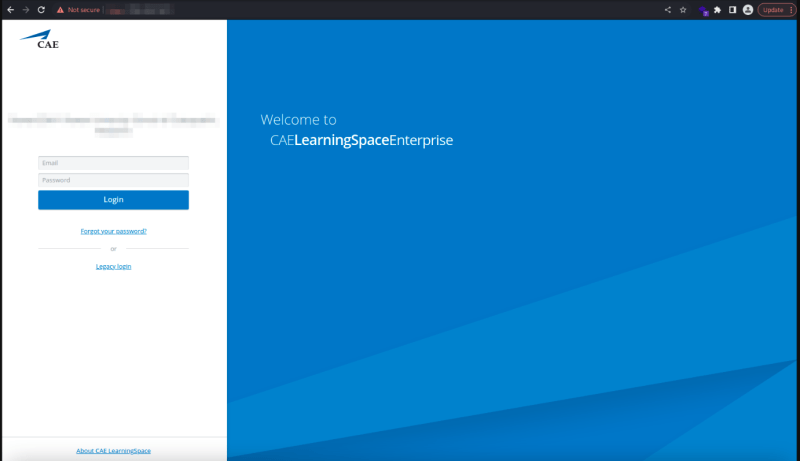 Not secure
Update
CAE
Welcome to
CAELearningSpaceEnterprise
Email
Password
Login
Forgot your password?
or
Legacy login
About CAE LearningSpace